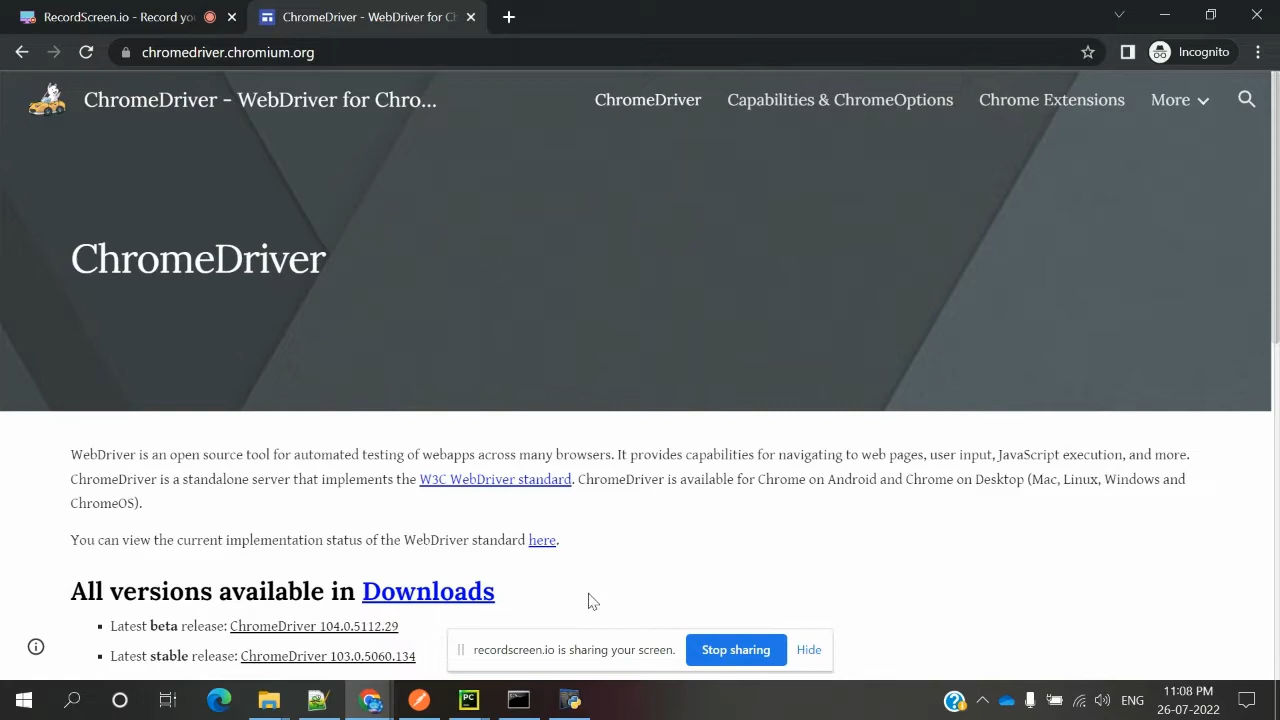 RecordScreen.io - Record you
ChromeDriver - WebDriver for Ch
chromedriver.chromium.org
Incognito
ChromeDriver - WebDriver for Chro...
ChromeDriver
Capabilities & ChromeOptions
Chrome Extensions
More
ChromeDriver
WebDriver is an open source tool for automated testing of webapps across many browsers. It provides capabilities for navigating to web pages, user input, JavaScript execution, and more.
ChromeDriver is a standalone server that implements the W3C WebDriver standard. ChromeDriver is available for Chrome on Android and Chrome on Desktop (Mac, Linux, Windows and
ChromeOS).
You can view the current implementation status of the WebDriver standard here.
All versions available in Downloads
Latest beta release: ChromeDriver 104.0.5112.29
Latest stable release: ChromeDriver 103.0.5060.134
recordscreen.io is sharing your screen.
Stop sharing
Hide
PC
ENG
11:08 PM
26-07-2022